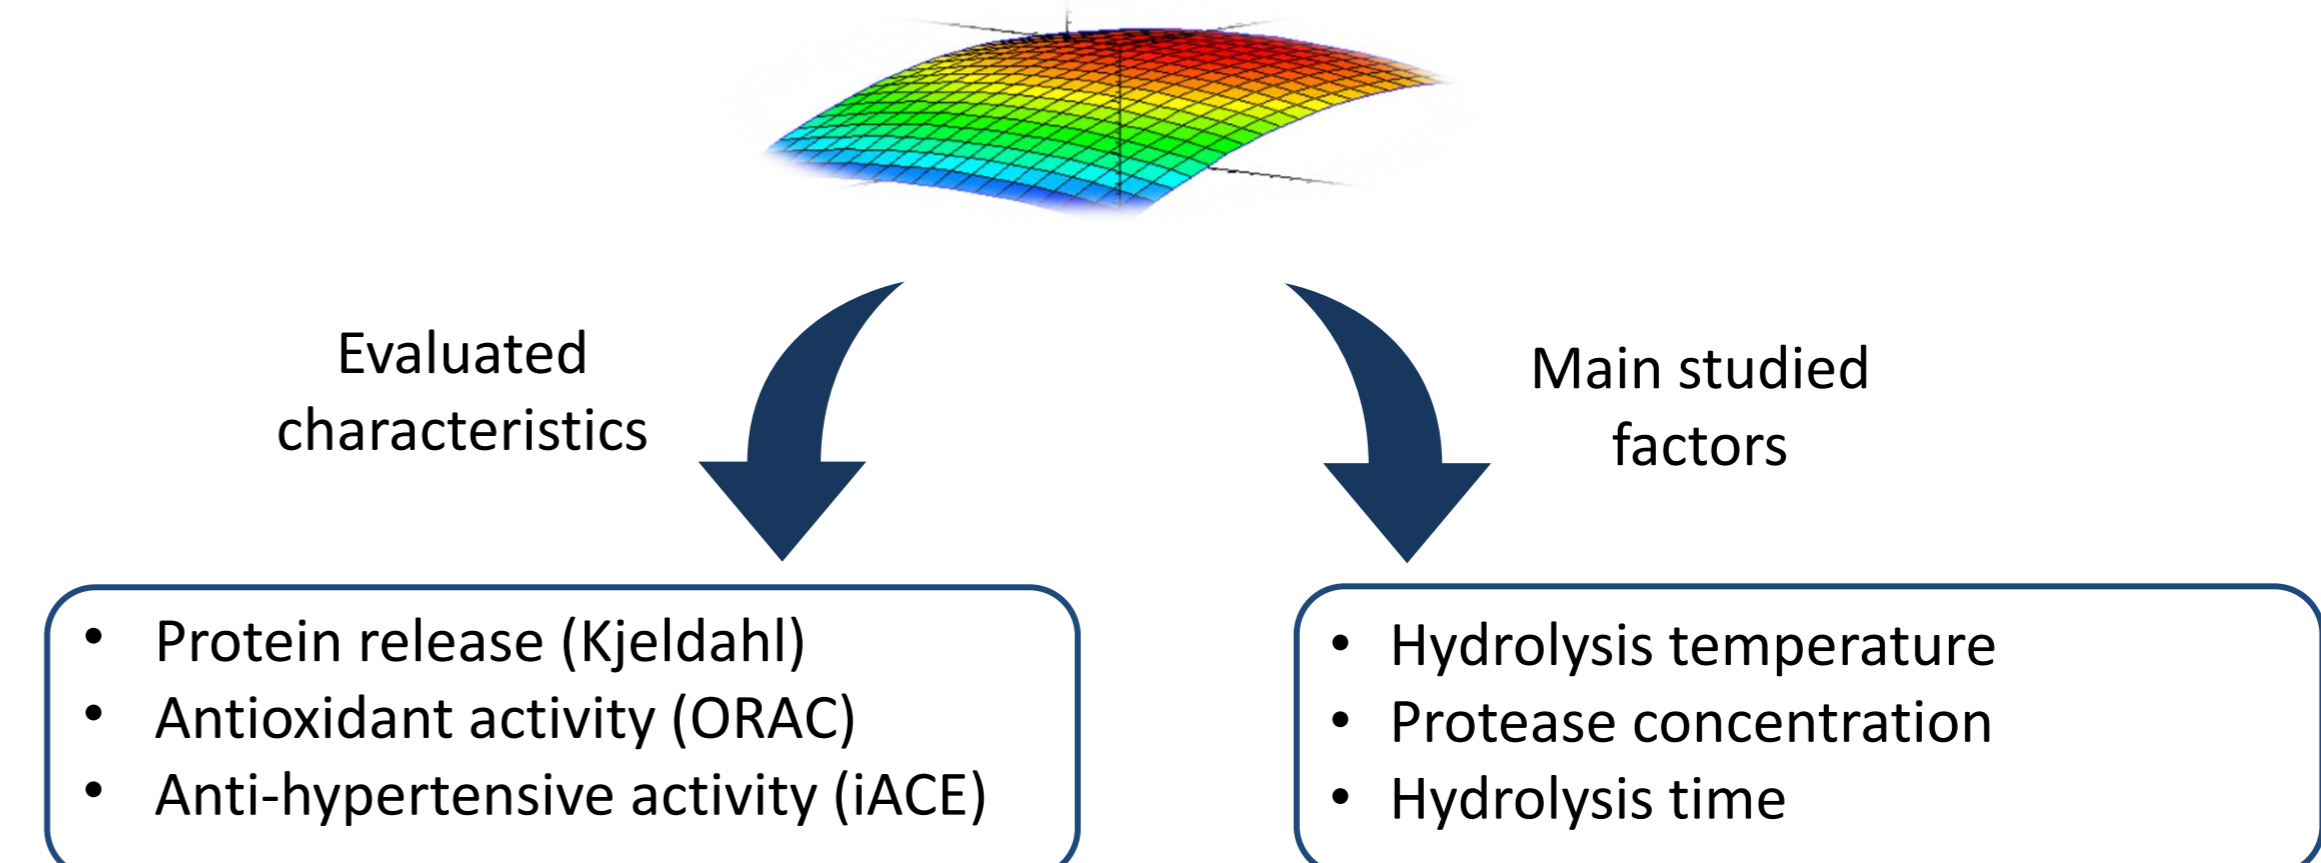 Evaluated
characteristics
Main studied
factors
• Protein release (Kjeldahl)
• Antioxidant activity (ORAC)
• Anti-hypertensive activity (iACE)
• Hydrolysis temperature
• Protease concentration
• Hydrolysis time